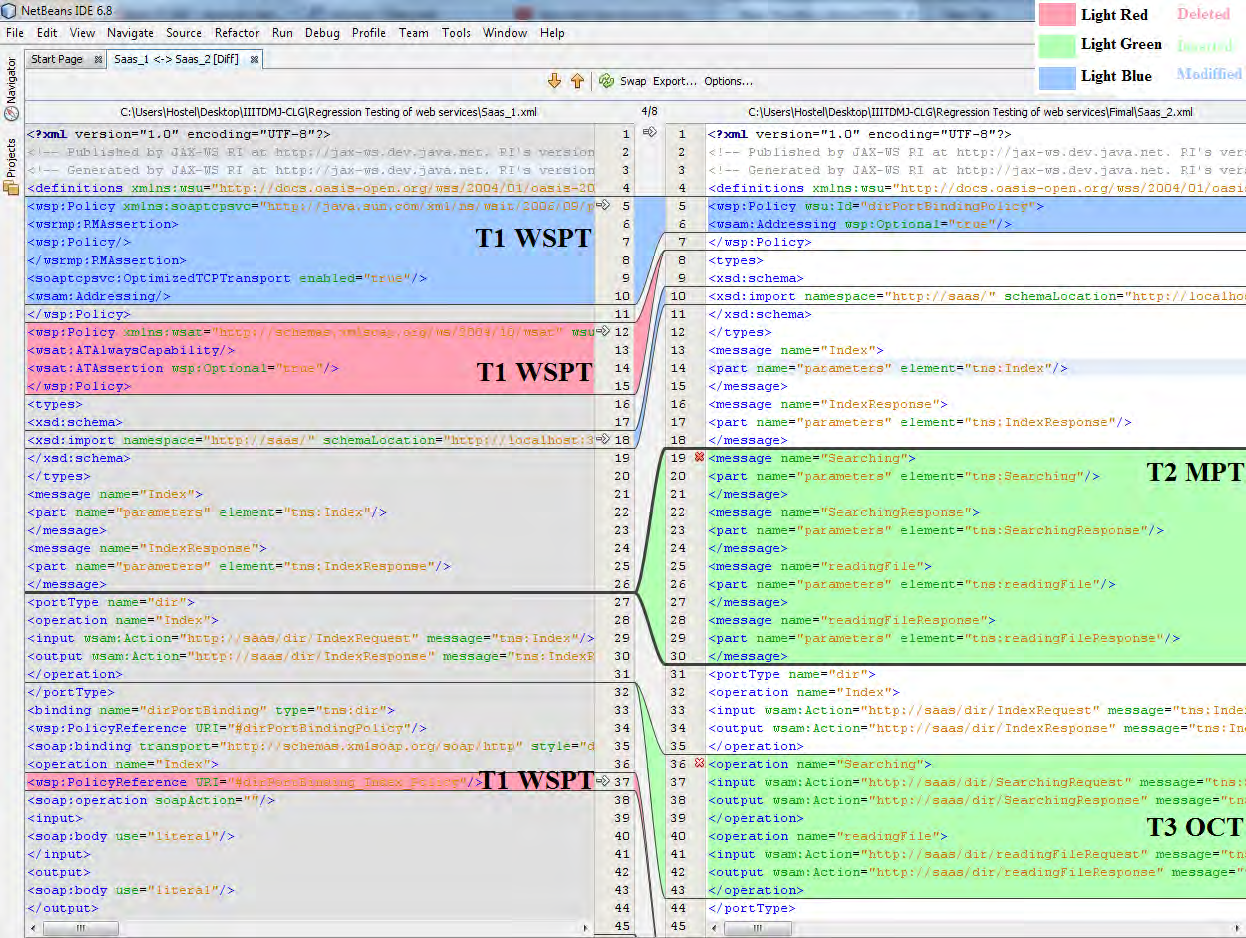 NetBeans IDE 6.8
File Edit View Navigate Source Refactor Run Debug Profile Team Tools Window Help
Light Red Deleted
Light Green Inserted
Light Blue Modiffied
Navigator
Projects
Start Page Saas_1 <-> Saas_2 [Diff]
Swap Export... Options...
C:\Users\Hostel\Desktop\IIITDMJ-CLG\Regression Testing of web services\Saas_1.xml
4/8
C:\Users\Hostel\Desktop\IIITDMJ-CLG\Regression Testing of web services\Fimal\Saas_2.xml
<?xml version="1.0" encoding="UTF-8"?> 1
<!-- Published by JAX-WS RI at http://jax-ws.dev.java.net. RI's version 2
<!-- Generated by JAX-WS RI at http://jax-ws.dev.java.net. RI's version 3
<definitions xmlns:wsu="http://docs.oasis-open.org/wss/2004/01/oasis-20 4
<wsp:Policy xmlns:soaptcpsvc="http://java.sun.com/xml/ns/wsit/2006/09/p 5
<wsrmp:RMAssertion> 6
T1 WSPT
<wsp:Policy/> 7
</wsrmp:RMAssertion> 8
<soaptcpsvc:OptimizedTCPTransport enabled="true"/> 9
<wsam:Addressing/> 10
</wsp:Policy> 11
<wsp:Policy xmlns:wsat="http://schemas.xmlsoap.org/ws/2004/10/wsat" wsu 12
<wsat:ATAlwaysCapability/> 13
<wsat:ATAssertion wsp:Optional="true"/> 14
T1 WSPT
</wsp:Policy> 15
<types> 16
<xsd:schema> 17
<xsd:import namespace="http://saas/" schemaLocation="http://localhost:3 18
</xsd:schema> 19
</types> 20
<message name="Index"> 21
<part name="parameters" element="tns:Index"/> 22
</message> 23
<message name="IndexResponse"> 24
<part name="parameters" element="tns:IndexResponse"/> 25
</message> 26
<portType name="dir"> 27
<operation name="Index"> 28
<input wsam:Action="http://saas/dir/IndexRequest" message="tns:Index"/> 29
<output wsam:Action="http://saas/dir/IndexResponse" message="tns:IndexR 30
</operation> 31
</portType> 32
<binding name="dirPortBinding" type="tns:dir"> 33
<wsp:PolicyReference URI="#dirPortBindingPolicy"/> 34
<soap:binding transport="http://schemas.xmlsoap.org/soap/http" style="d 35
<operation name="Index"> 36
<wsp:PolicyReference URI="#dirPortBinding_Index_Policy"/> T1 WSPT 37
<soap:operation soapAction=""/> 38
<input> 39
<soap:body use="literal"/> 40
</input> 41
<output> 42
<soap:body use="literal"/> 43
</output> 44
45
1 <?xml version="1.0" encoding="UTF-8"?>
2 <!-- Published by JAX-WS RI at http://jax-ws.dev.java.net. RI's vers
3 <!-- Generated by JAX-WS RI at http://jax-ws.dev.java.net. RI's vers
4 <definitions xmlns:wsu="http://docs.oasis-open.org/wss/2004/01/oasis
5 <wsp:Policy wsu:Id="dirPortBindingPolicy">
6 <wsam:Addressing wsp:Optional="true"/>
7 </wsp:Policy>
8 <types>
9 <xsd:schema>
10 <xsd:import namespace="http://saas/" schemaLocation="http://localhos
11 </xsd:schema>
12 </types>
13 <message name="Index">
14 <part name="parameters" element="tns:Index"/>
15 </message>
16 <message name="IndexResponse">
17 <part name="parameters" element="tns:IndexResponse"/>
18 </message>
19 <message name="Searching">
20 <part name="parameters" element="tns:Searching"/>
T2 MPT
21 </message>
22 <message name="SearchingResponse">
23 <part name="parameters" element="tns:SearchingResponse"/>
24 </message>
25 <message name="readingFile">
26 <part name="parameters" element="tns:readingFile"/>
27 </message>
28 <message name="readingFileResponse">
29 <part name="parameters" element="tns:readingFileResponse"/>
30 </message>
31 <portType name="dir">
32 <operation name="Index">
33 <input wsam:Action="http://saas/dir/IndexRequest" message="tns:Inde
34 <output wsam:Action="http://saas/dir/IndexResponse" message="tns:Ind
35 </operation>
36 <operation name="Searching">
37 <input wsam:Action="http://saas/dir/SearchingRequest" message="tns:S
38 <output wsam:Action="http://saas/dir/SearchingResponse" message="tns
39 </operation>
T3 OCT
40 <operation name="readingFile">
41 <input wsam:Action="http://saas/dir/readingFileRequest" message="tns
42 <output wsam:Action="http://saas/dir/readingFileResponse" message="
43 </operation>
44 </portType>
45